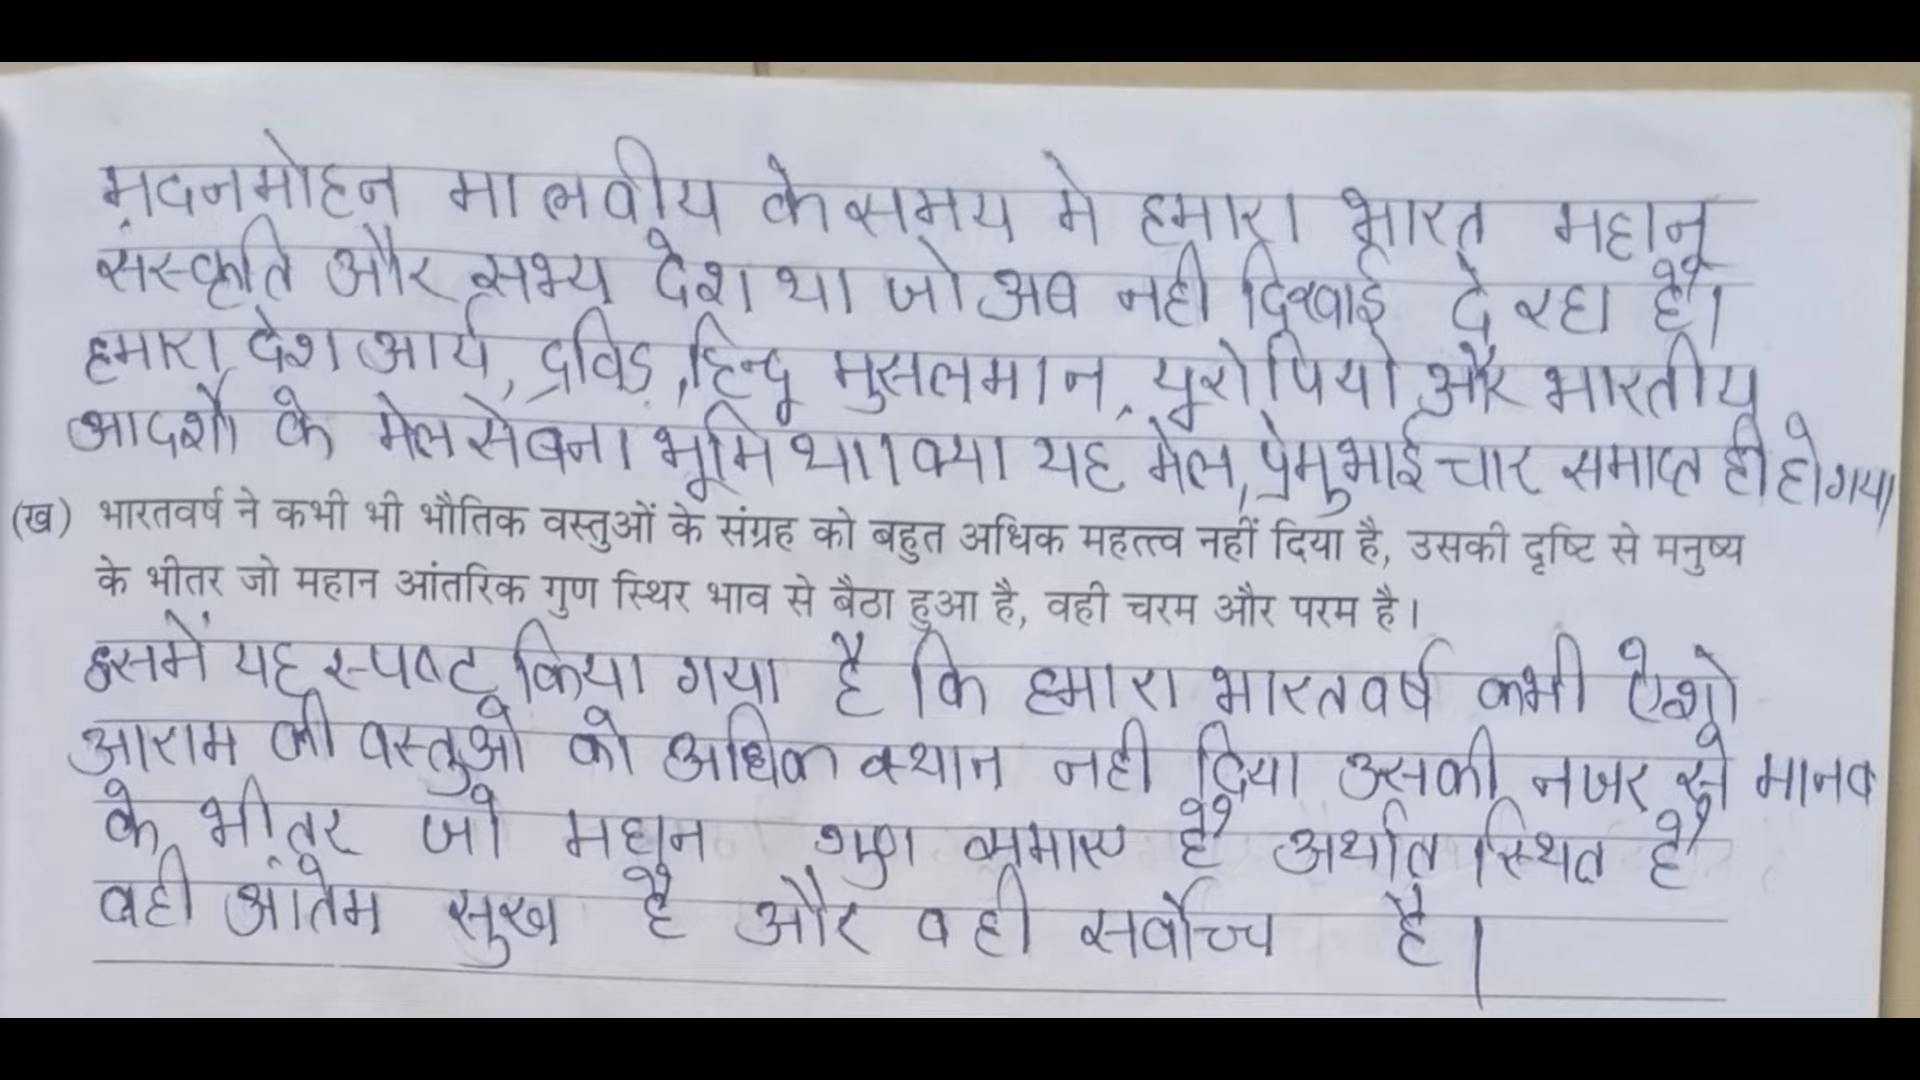 मदनमोहन मालवीय के समय मे हमारा भारत महान
संस्कृति और सभ्य देश था जो अब नही दिखाई दे रहा है।
हमारा देश आर्य, द्रविड़, हिन्दू मुसलमान, यूरोपियो और भारतीय
आदर्शो के मेल से बना भूमि था। क्या यह मेल, प्रेम, भाई चार समाप्त ही हो गया।
(ख) भारतवर्ष ने कभी भी भौतिक वस्तुओं के संग्रह को बहुत अधिक महत्त्व नहीं दिया है, उसकी दृष्टि से मनुष्य
के भीतर जो महान आंतरिक गुण स्थिर भाव से बैठा हुआ है, वही चरम और परम है।
इसमें यह स्पष्ट किया गया है कि हमारा भारतवर्ष कभी ऐशो
आराम की वस्तुओ को अधिक स्थान नही दिया उसकी नजर से मानव
के भीतर जो महान गुण समाए है अर्थात स्थित है
वही अंतिम सुख है और वही सर्वोच्च है।